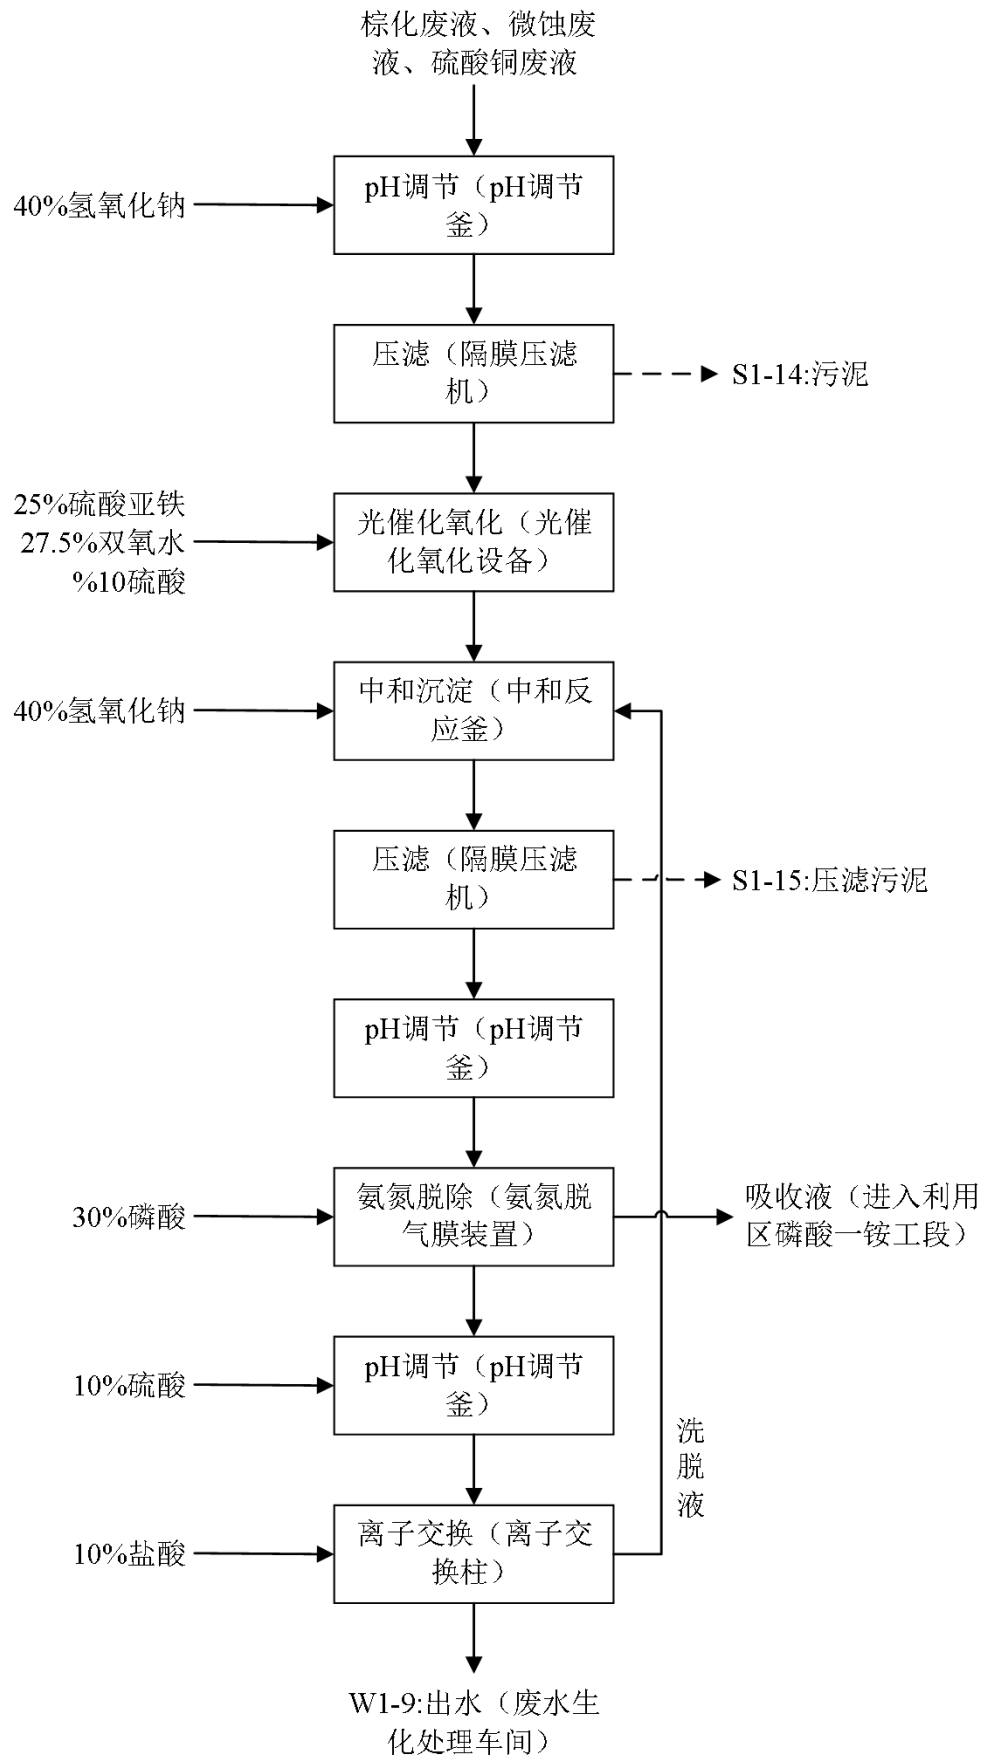 棕化废液、微蚀废
液、硫酸铜废液
40%氢氧化钠
pH调节（pH调节
釜）
压滤（隔膜压滤
机）
S1-14:污泥
25%硫酸亚铁
27.5%双氧水
%10硫酸
光催化氧化（光催
化氧化设备）
40%氢氧化钠
中和沉淀（中和反
应釜）
压滤（隔膜压滤
机）
S1-15:压滤污泥
pH调节（pH调节
釜）
30%磷酸
氨氮脱除（氨氮脱
气膜装置）
吸收液（进入利用
区磷酸一铵工段）
10%硫酸
pH调节（pH调节
釜）
洗
脱
液
10%盐酸
离子交换（离子交
换柱）
W1-9:出水（废水生
化处理车间）